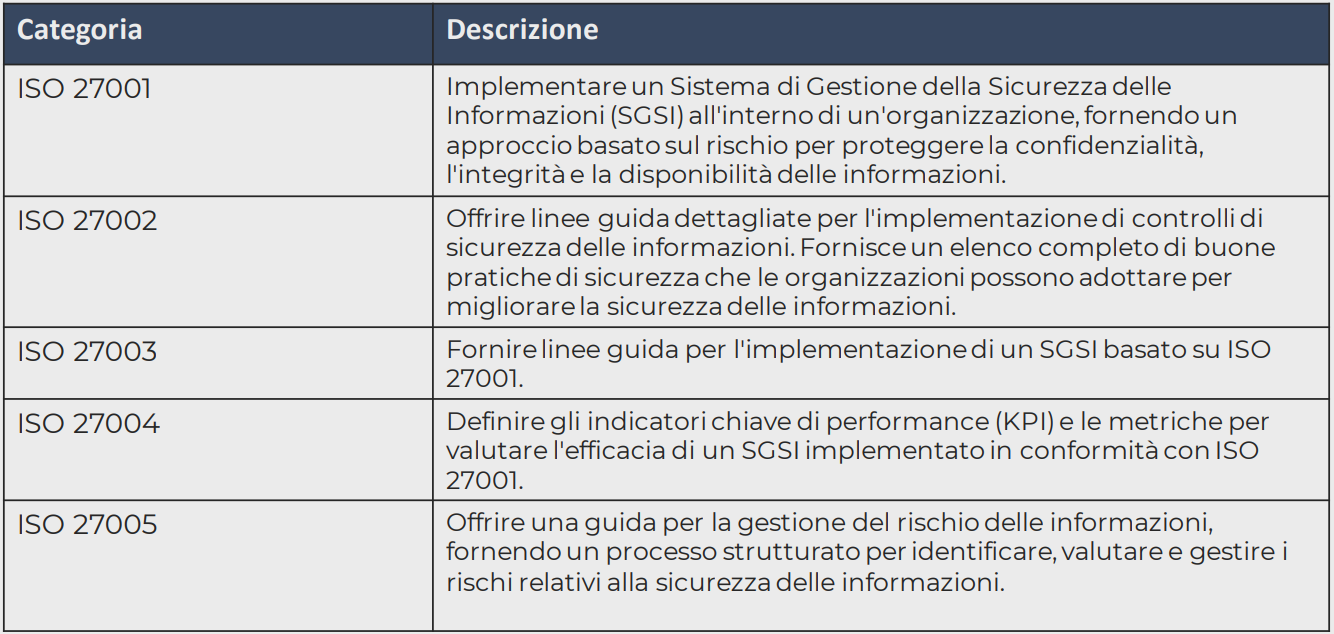 Categoria
Descrizione
ISO 27001
Implementare un Sistema di Gestione della Sicurezza delle
Informazioni (SGSI) all'interno di un'organizzazione, fornendo un
approccio basato sul rischio per proteggere la confidenzialità,
l'integrità e la disponibilità delle informazioni.
ISO 27002
Offrire linee guida dettagliate per l'implementazione di controlli di
sicurezza delle informazioni. Fornisce un elenco completo di buone
pratiche di sicurezza che le organizzazioni possono adottare per
migliorare la sicurezza delle informazioni.
ISO 27003
Fornire linee guida per l'implementazione di un SGSI basato su ISO
27001.
ISO 27004
Definire gli indicatori chiave di performance (KPI) e le metriche per
valutare l'efficacia di un SGSI implementato in conformità con ISO
27001.
ISO 27005
Offrire una guida per la gestione del rischio delle informazioni,
fornendo un processo strutturato per identificare, valutare e gestire i
rischi relativi alla sicurezza delle informazioni.